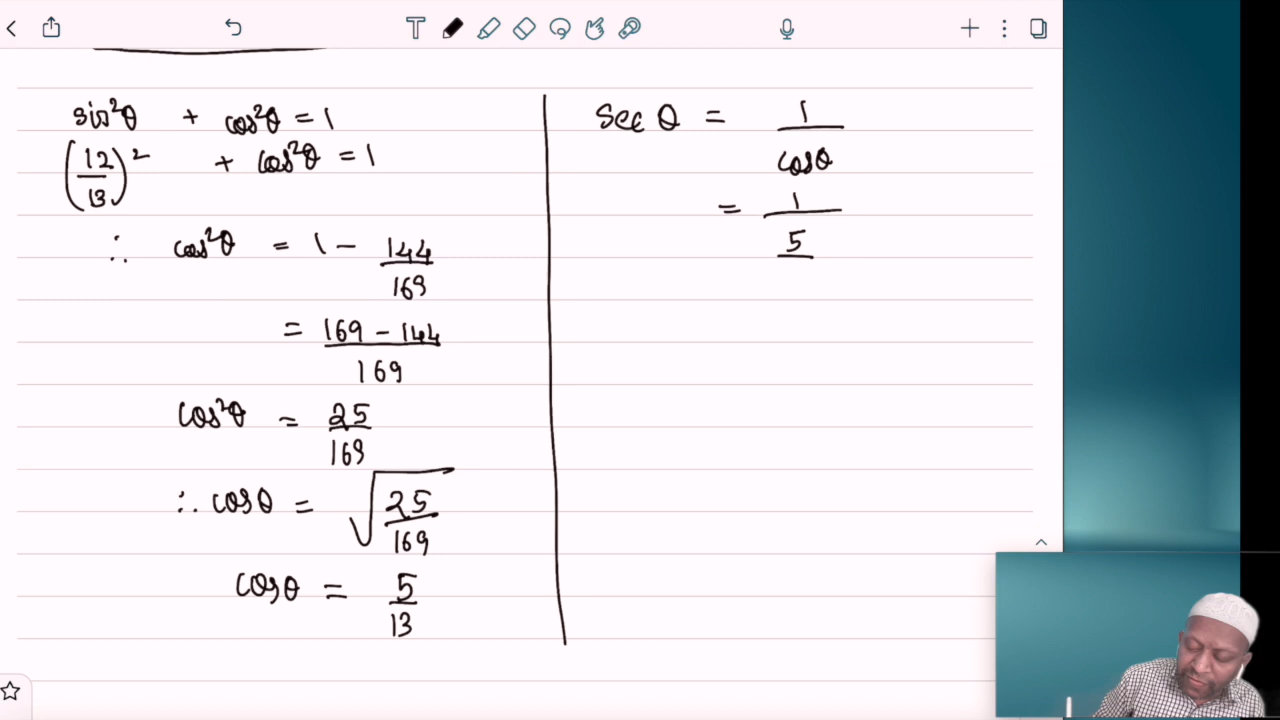 sin²θ + cos²θ = 1
(12/13)² + cos²θ = 1
∴ cos²θ = 1 - 144/169
= 169 - 144/169
cos²θ = 25/169
∴ cosθ = √25/169
cosθ = 5/13
Sec θ = 1/cosθ
= 1/5